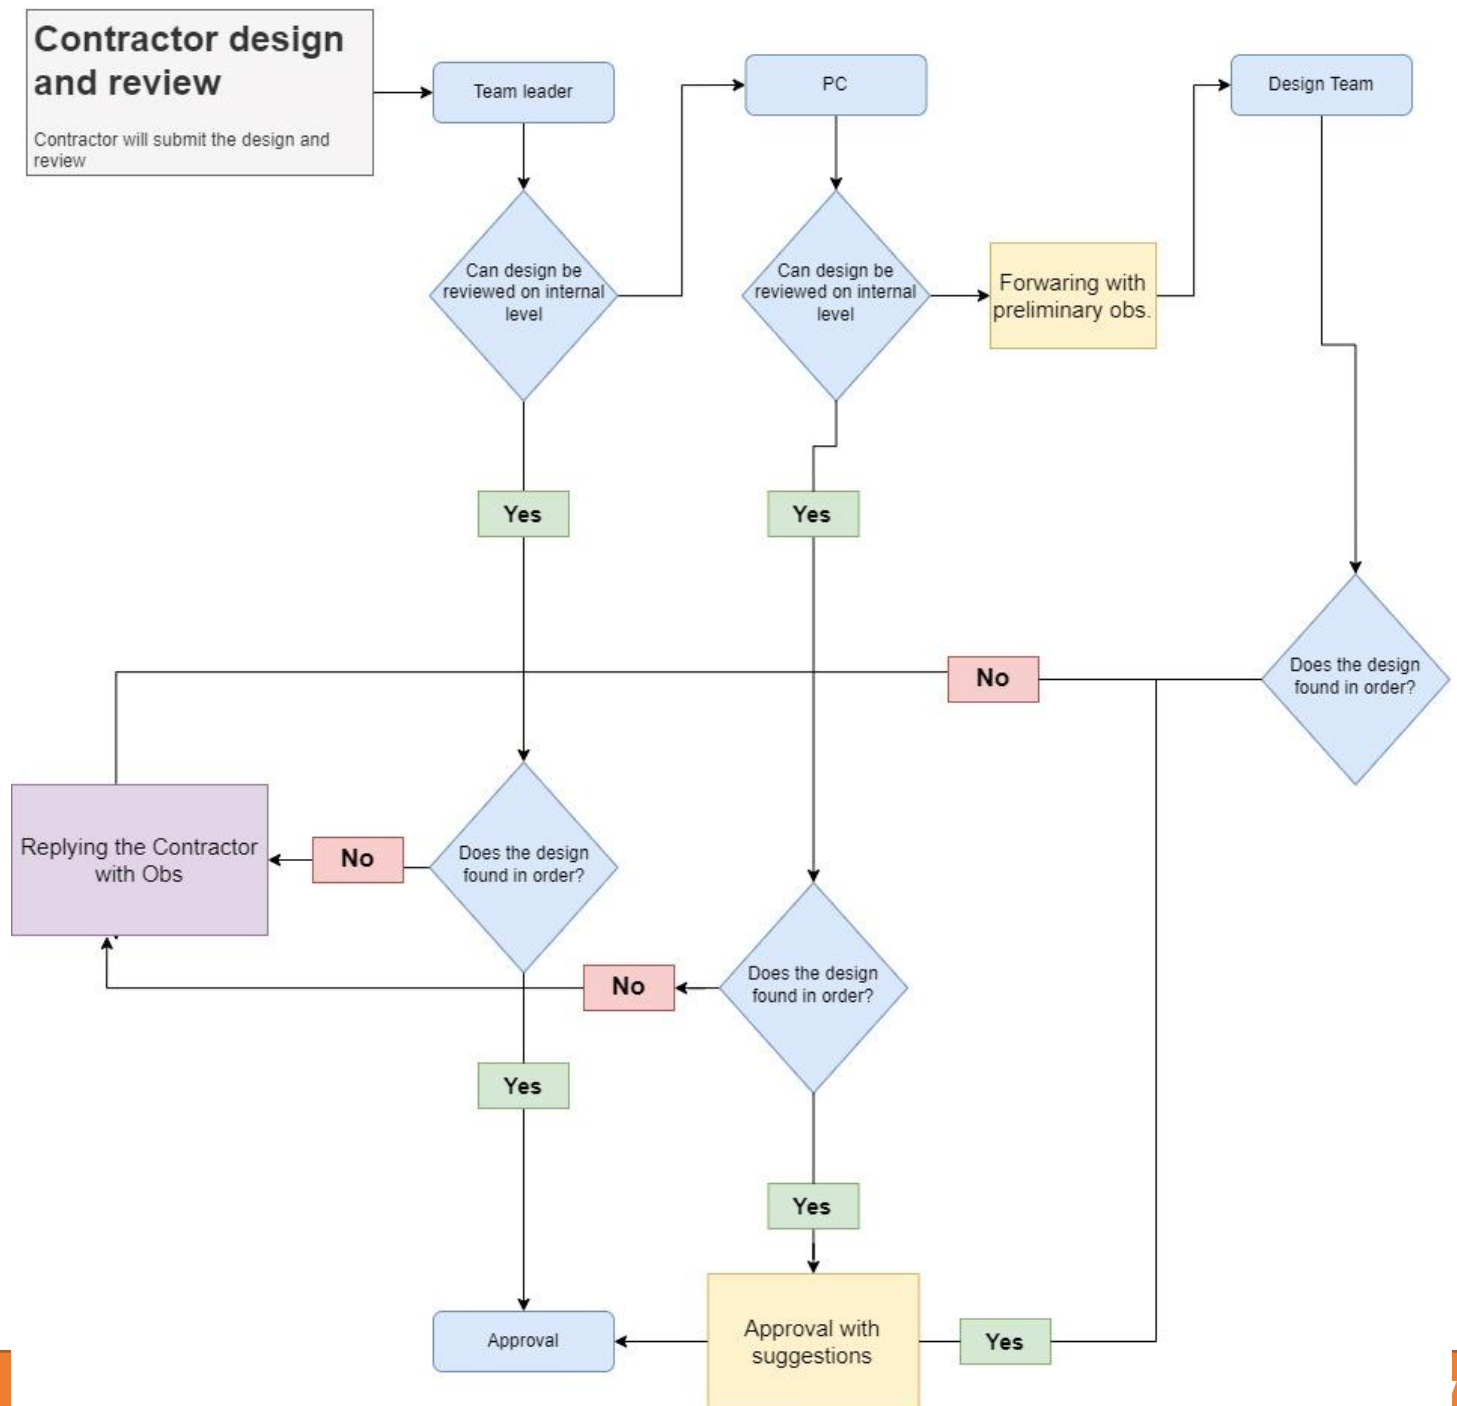 Contractor design
and review
Contractor will submit the design and
review
Team leader
PC
Design Team
Can design be
reviewed on internal
level
Can design be
reviewed on internal
level
Forwaring with
preliminary obs.
Yes
Yes
No
Does the design
found in order?
Replying the Contractor
with Obs
No
Does the design
found in order?
No
Does the design
found in order?
Yes
Yes
Approval
Approval with
suggestions
Yes